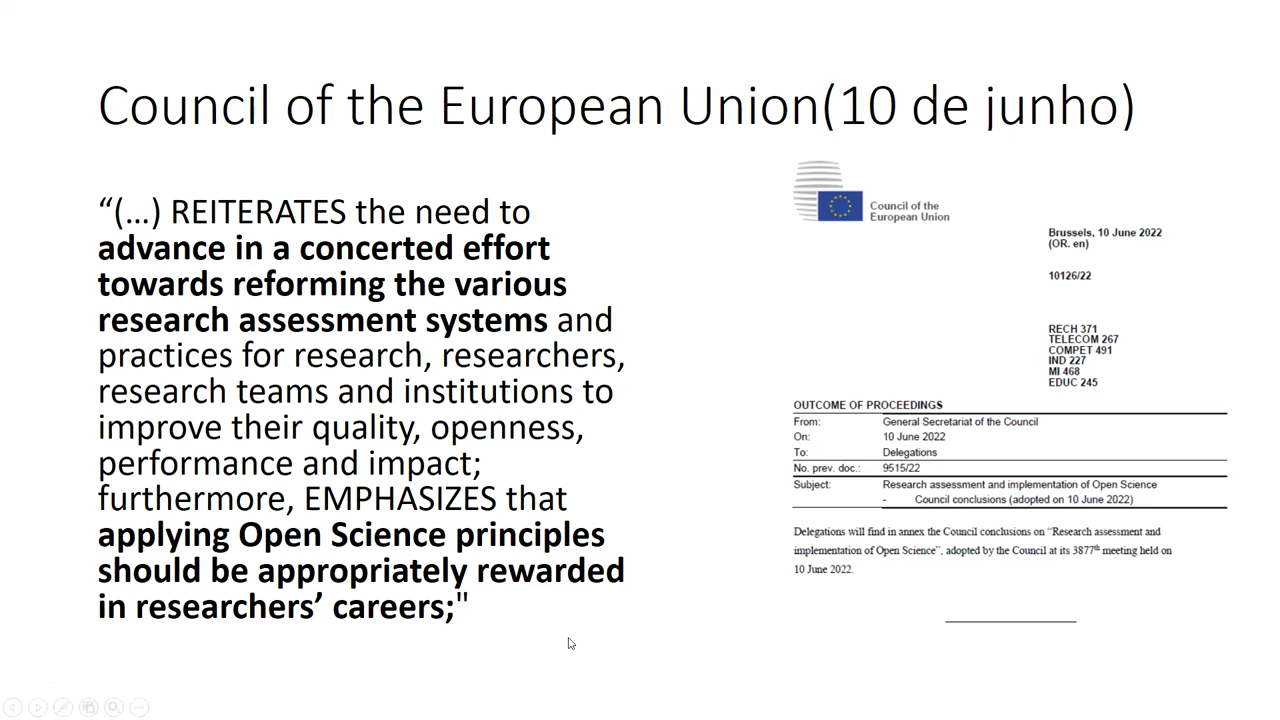 Council of the European Union(10 de junho)
“(...) REITERATES the need to
advance in a concerted effort
towards reforming the various
research assessment systems and
practices for research, researchers,
research teams and institutions to
improve their quality, openness,
performance and impact;
furthermore, EMPHASIZES that
applying Open Science principles
should be appropriately rewarded
in researchers’ careers;"
Council of the
European Union
Brussels, 10 June 2022
(OR. en)
10126/22
RECH 371
TELECOM 267
COMPET 491
IND 227
MI 468
EDUC 245
OUTCOME OF PROCEEDINGS
From: General Secretariat of the Council
On: 10 June 2022
To: Delegations
No. prev. doc.: 9515/22
Subject: Research assessment and implementation of Open Science
- Council conclusions (adopted on 10 June 2022)
Delegations will find in annex the Council conclusions on “Research assessment and
implementation of Open Science”, adopted by the Council at its 3877th meeting held on
10 June 2022.